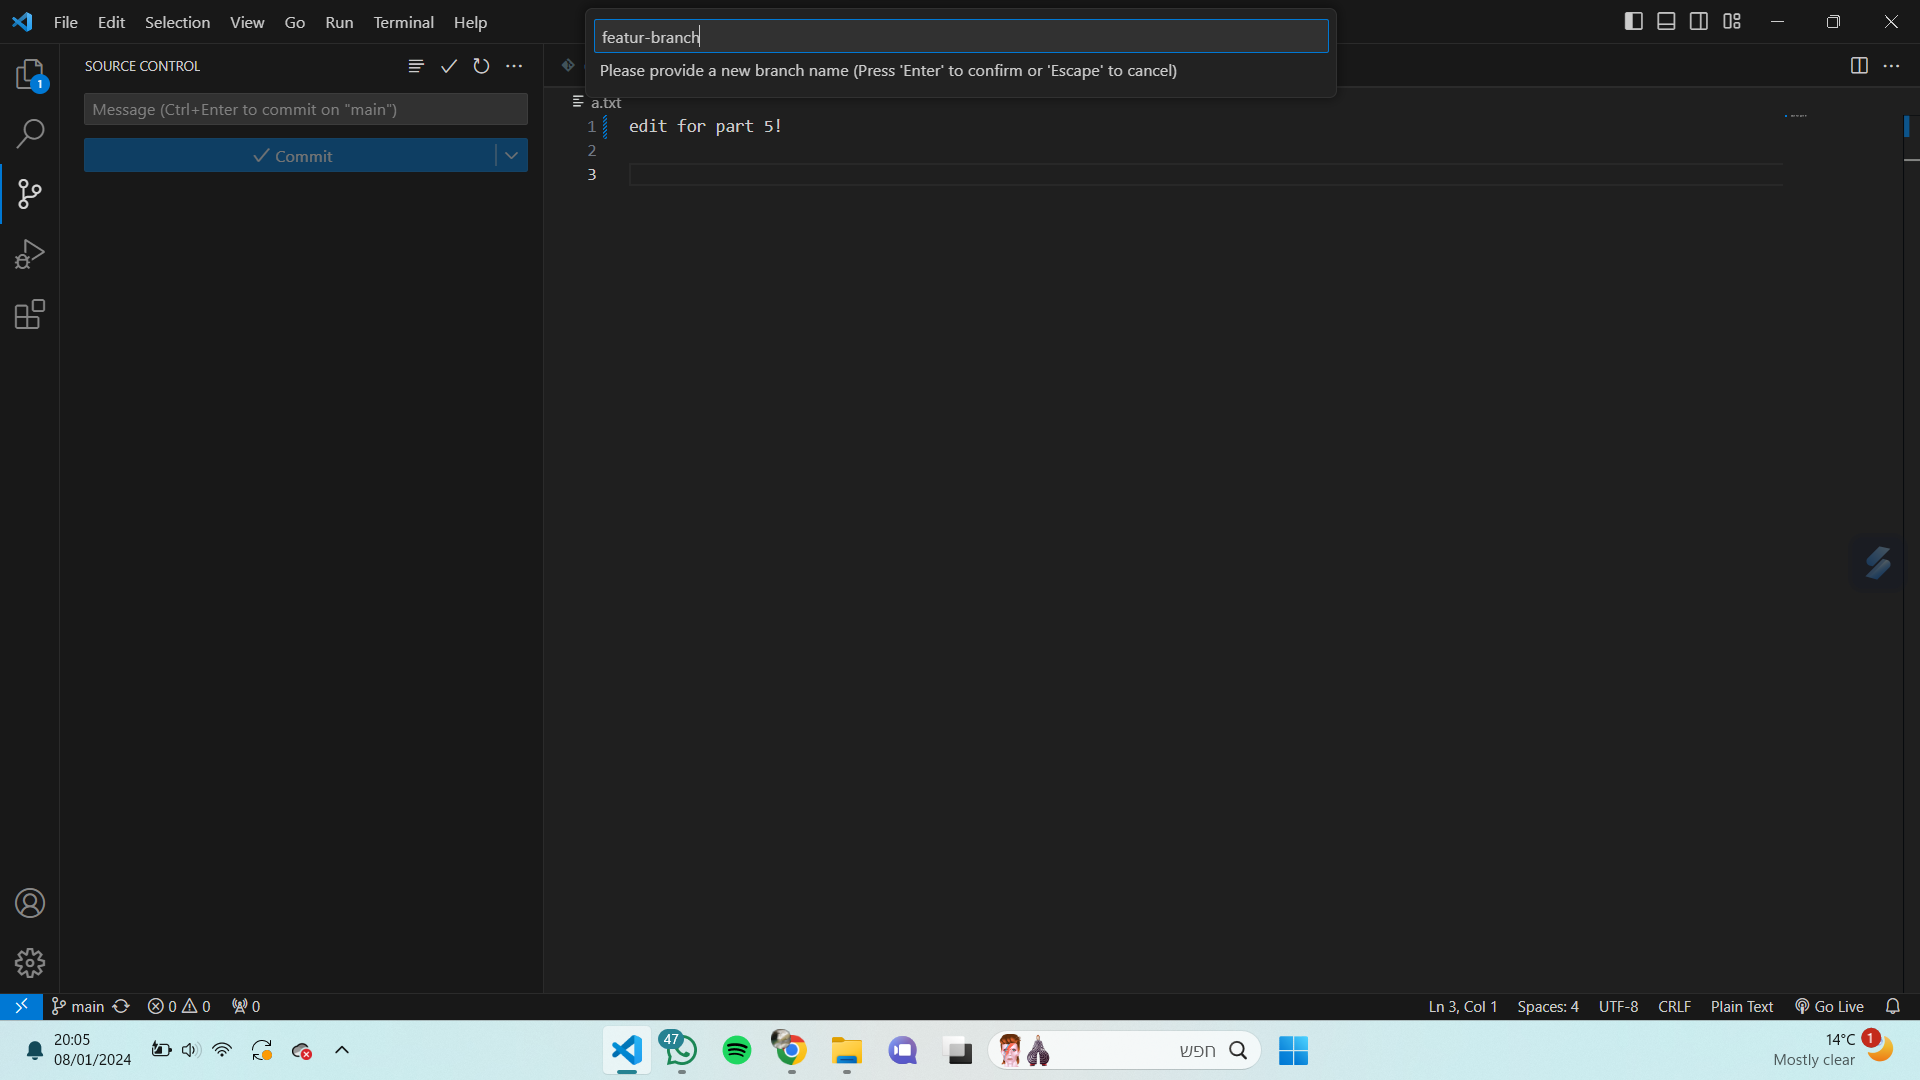 File Edit Selection View Go Run Terminal Help
featur-branch
Please provide a new branch name (Press 'Enter' to confirm or 'Escape' to cancel)
SOURCE CONTROL
1
Message (Ctrl+Enter to commit on "main")
Commit
a.txt
1 edit for part 5!
2
3
main 0 0 0
Ln 3, Col 1 Spaces: 4 UTF-8 CRLF Plain Text Go Live
20:05
08/01/2024
47
חפש
14°C
Mostly clear
1